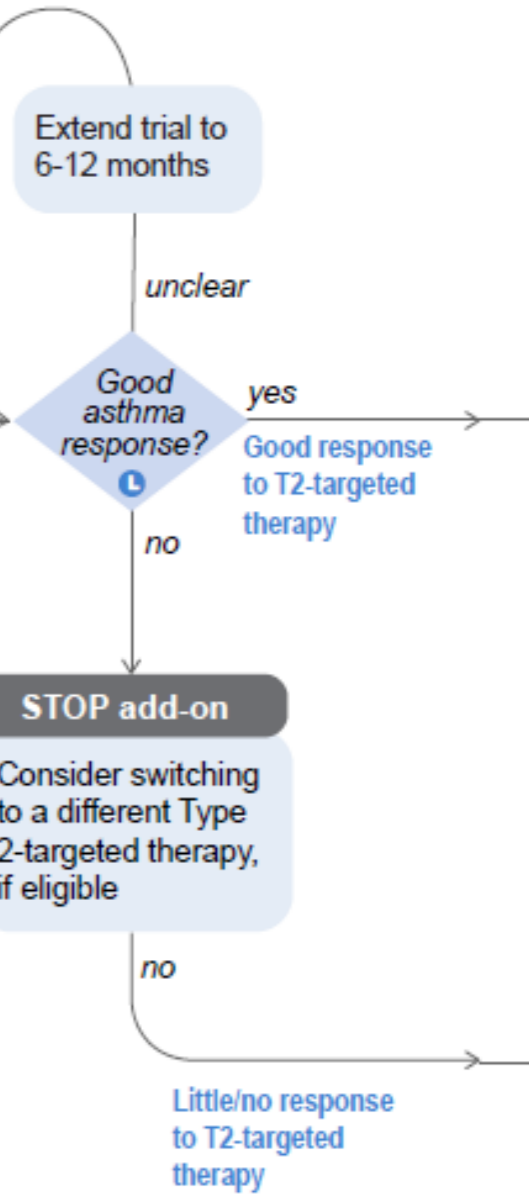 Extend trial to
6-12 months
unclear
Good
asthma
response?
yes
Good response
to T2-targeted
therapy
no
STOP add-on
Consider switching
to a different Type
2-targeted therapy,
if eligible
no
Little/no response
to T2-targeted
therapy